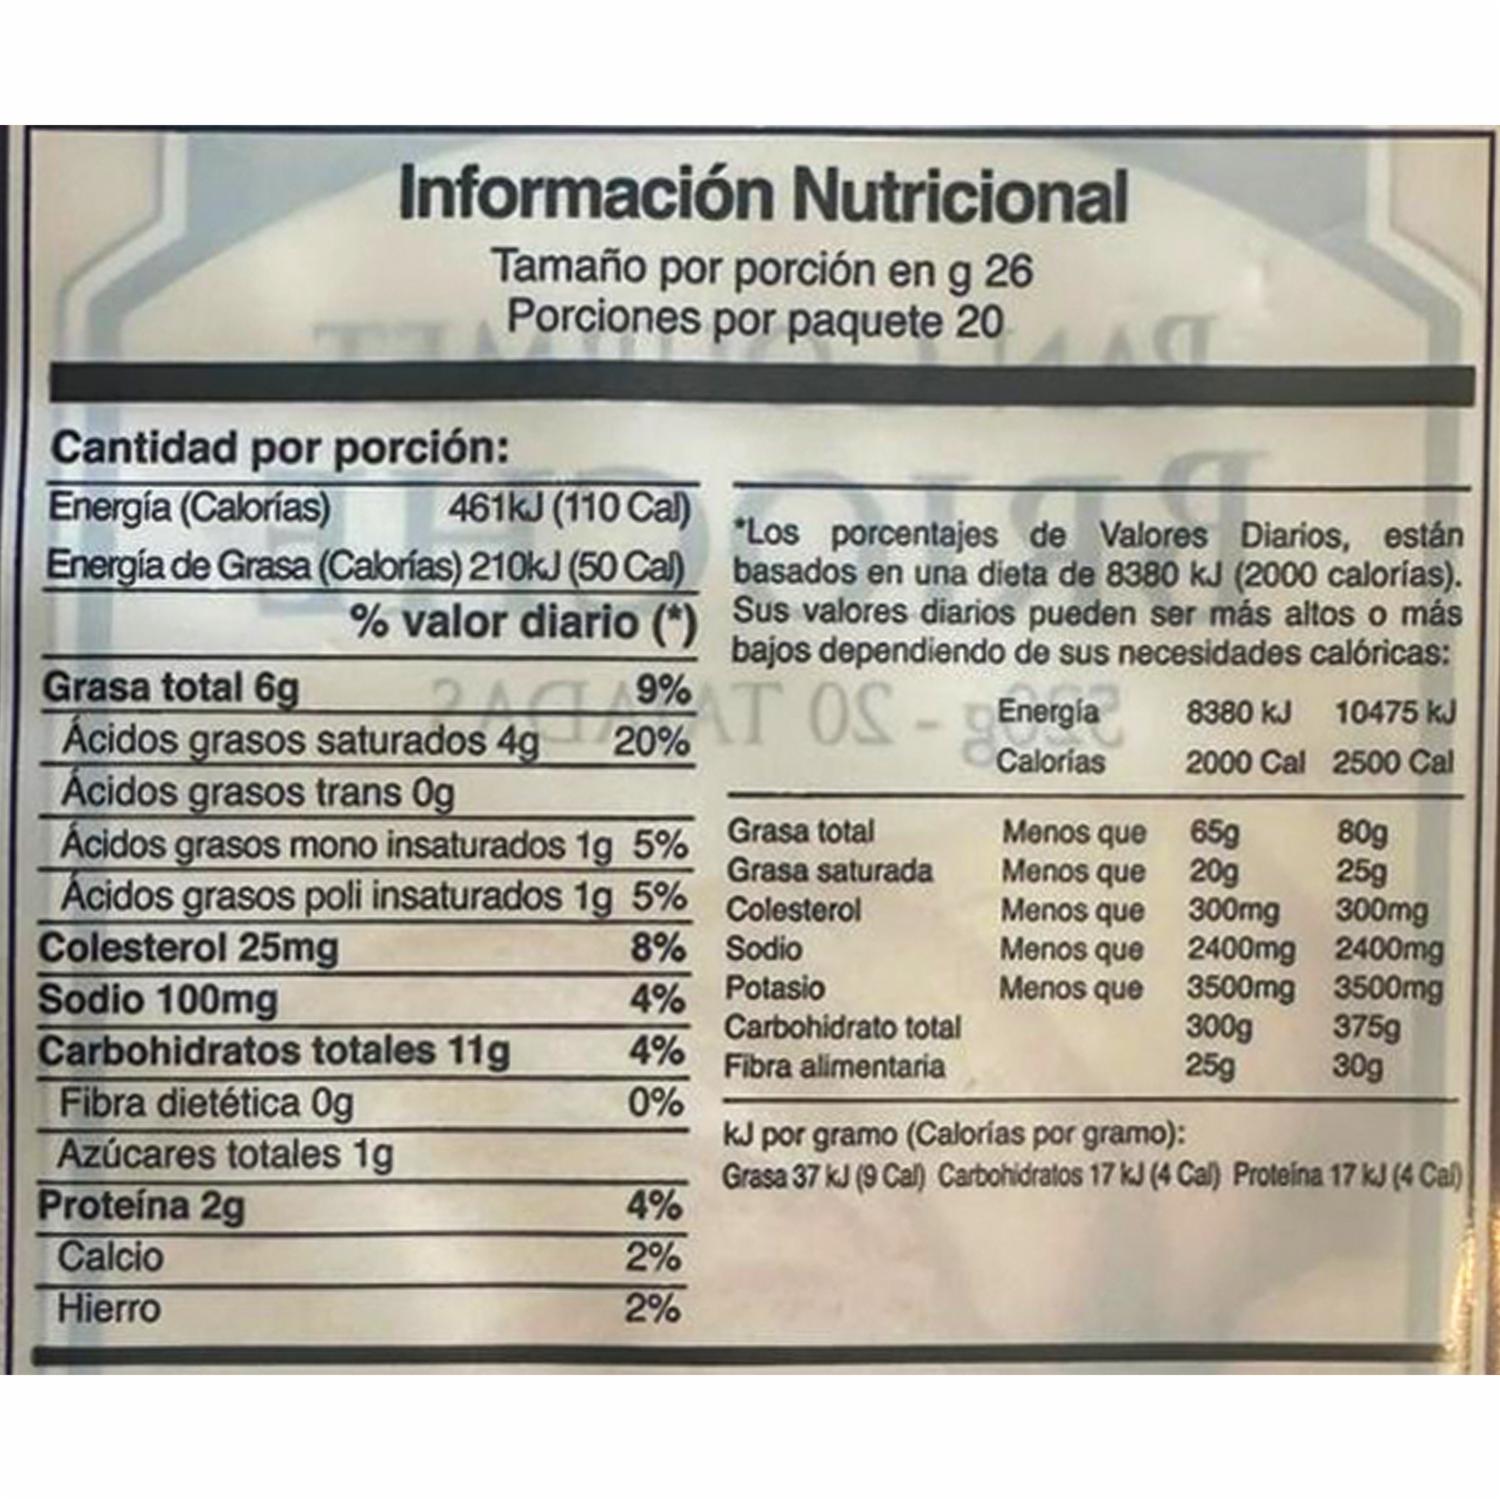 Información Nutricional
Tamaño por porción en g 26
Porciones por paquete 20
Cantidad por porción:
Energía (Calorías) 461kJ (110 Cal)
Energía de Grasa (Calorías) 210kJ (50 Cal)
% valor diario (*)
Grasa total 6g 9%
Ácidos grasos saturados 4g 20%
Ácidos grasos trans 0g
Ácidos grasos mono insaturados 1g 5%
Ácidos grasos poli insaturados 1g 5%
Colesterol 25mg 8%
Sodio 100mg 4%
Carbohidratos totales 11g 4%
Fibra dietética 0g 0%
Azúcares totales 1g
Proteína 2g 4%
Calcio 2%
Hierro 2%
*Los porcentajes de Valores Diarios, están
basados en una dieta de 8380 kJ (2000 calorías).
Sus valores diarios pueden ser más altos o más
bajos dependiendo de sus necesidades calóricas:
Energía 8380 kJ 10475 kJ
Calorías 2000 Cal 2500 Cal
Grasa total Menos que 65g 80g
Grasa saturada Menos que 20g 25g
Colesterol Menos que 300mg 300mg
Sodio Menos que 2400mg 2400mg
Potasio Menos que 3500mg 3500mg
Carbohidrato total 300g 375g
Fibra alimentaria 25g 30g
kJ por gramo (Calorías por gramo):
Grasa 37 kJ (9 Cal) Carbohidratos 17 kJ (4 Cal) Proteína 17 kJ (4 Cal)